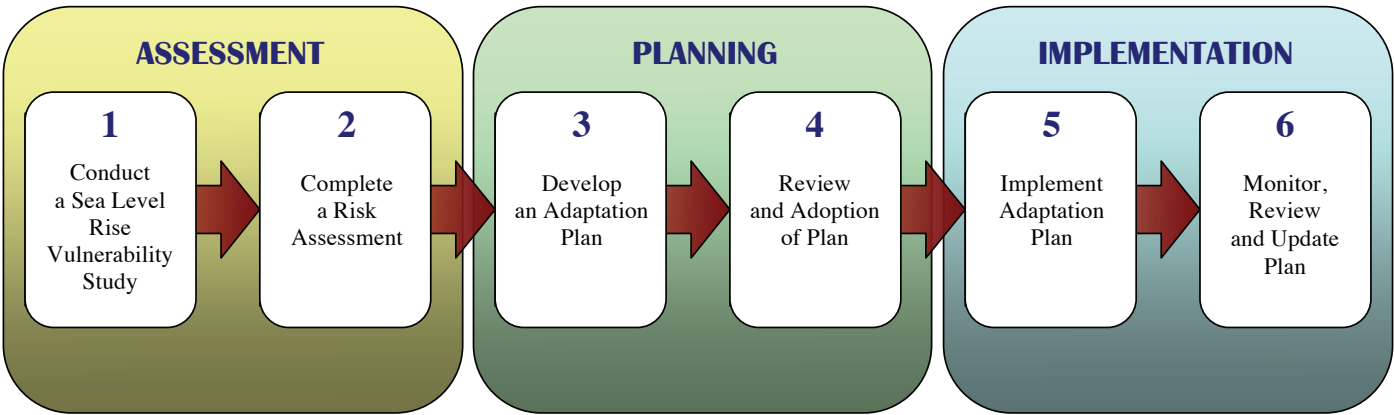 ASSESSMENT
1
Conduct
a Sea Level
Rise
Vulnerability
Study
2
Complete
a Risk
Assessment
PLANNING
3
Develop
an Adaptation
Plan
4
Review
and Adoption
of Plan
IMPLEMENTATION
5
Implement
Adaptation
Plan
6
Monitor,
Review
and Update
Plan